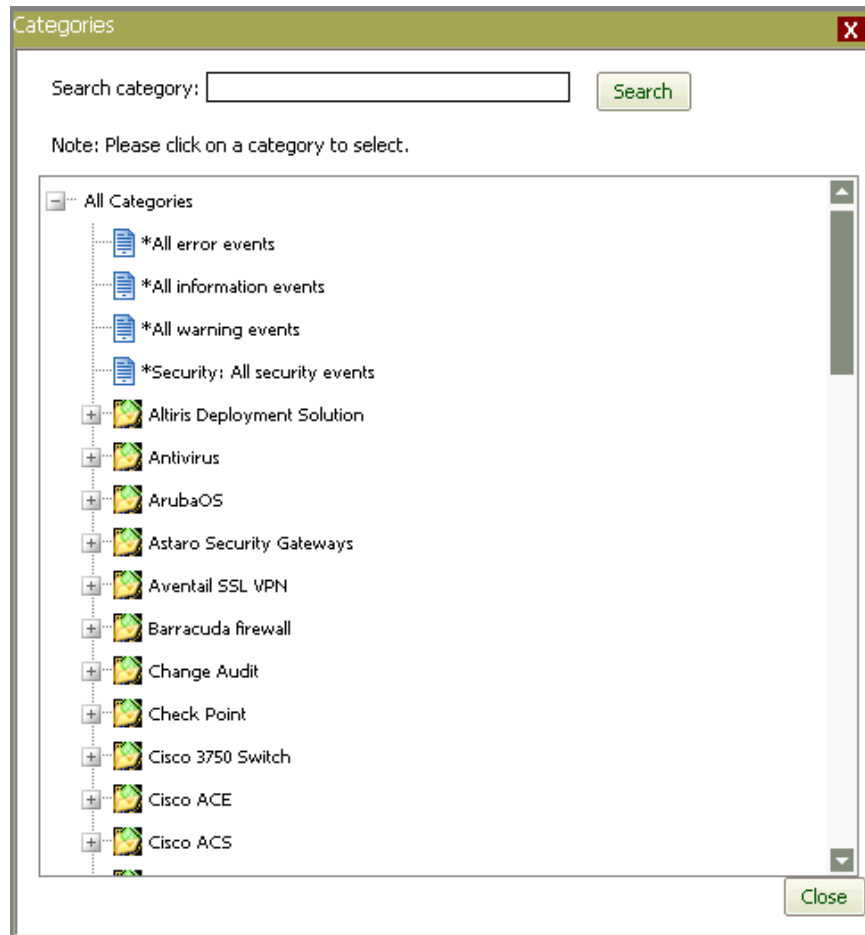 Categories
X
Search category:
Search
Note: Please click on a category to select.
All Categories
*All error events
*All information events
*All warning events
*Security: All security events
Altiris Deployment Solution
Antivirus
ArubaOS
Astaro Security Gateways
Aventail SSL VPN
Barracuda firewall
Change Audit
Check Point
Cisco 3750 Switch
Cisco ACE
Cisco ACS
Close